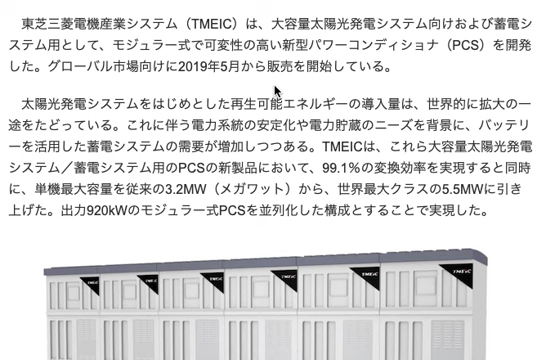 東芝三菱電機産業システム（TMEIC）は、大容量太陽光発電システム向けおよび蓄電シ
ステム用として、モジュラー式で可変性の高い新型パワーコンディショナ（PCS）を開発
した。グローバル市場向けに2019年5月から販売を開始している。
太陽光発電システムをはじめとした再生可能エネルギーの導入量は、世界的に拡大の一
途をたどっている。これに伴う電力系統の安定化や電力貯蔵のニーズを背景に、バッテリ
ーを活用した蓄電システムの需要が増加しつつある。TMEICは、これら大容量太陽光発電
システム／蓄電システム用のPCSの新製品において、99.1%の変換効率を実現すると同時
に、単機最大容量を従来の3.2MW（メガワット）から、世界最大クラスの5.5MWに引き
上げた。出力920kWのモジュラー式PCSを並列化した構成とすることで実現した。
TMEIC TMEIC TMEIC TMEIC TMEIC